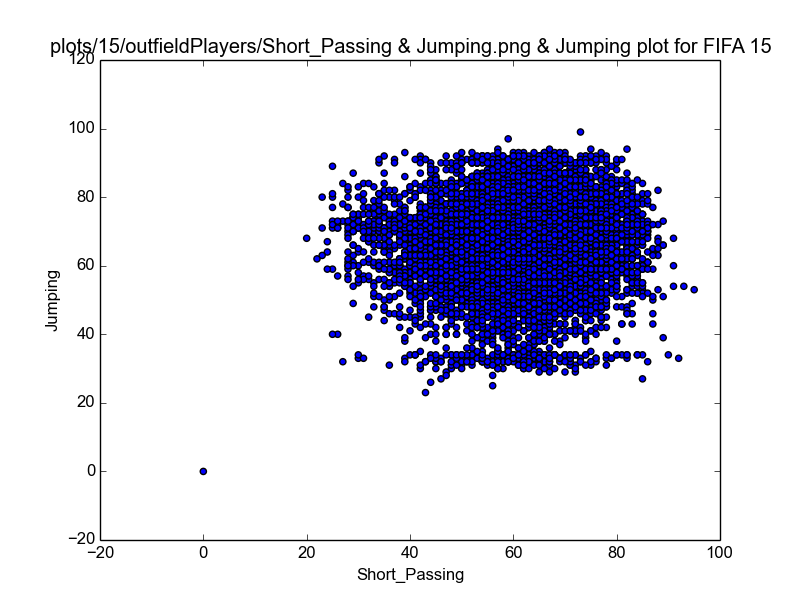 plots/15/outfieldPlayers/Short_Passing & Jumping.png & Jumping plot for FIFA 15
120
100
80
60
40
20
0
−20
Jumping
−20 0 20 40 60 80 100
Short_Passing